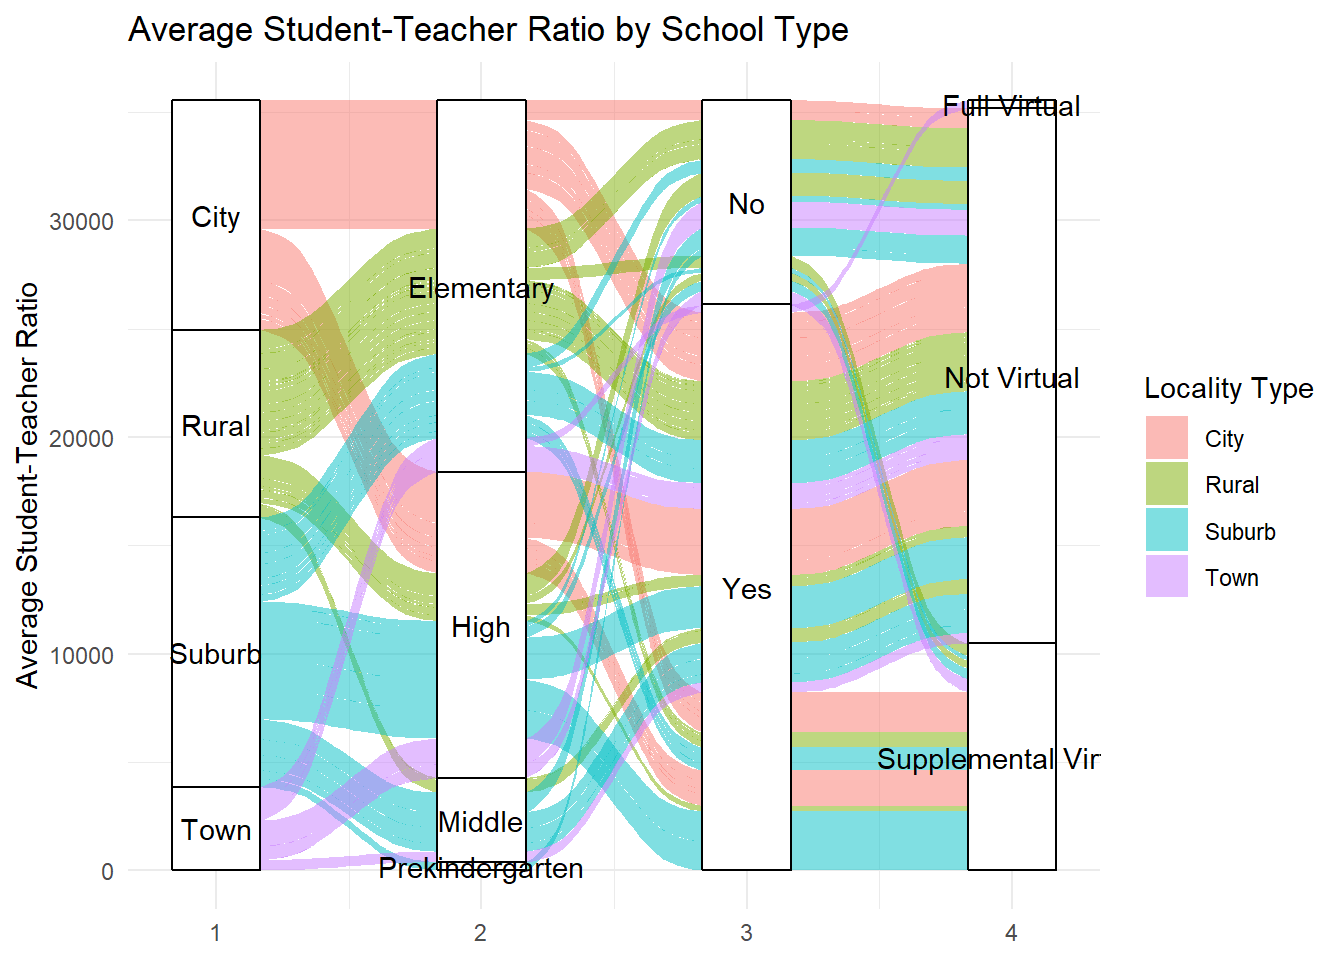 Average Student-Teacher Ratio by School Type
Average Student-Teacher Ratio
30000
20000
10000
0
City
Rural
Suburb
Town
Elementary
High
Middle
Prekindergarten
No
Yes
Full Virtual
Not Virtual
Supplemental Vir
1
2
3
4
Locality Type
City
Rural
Suburb
Town